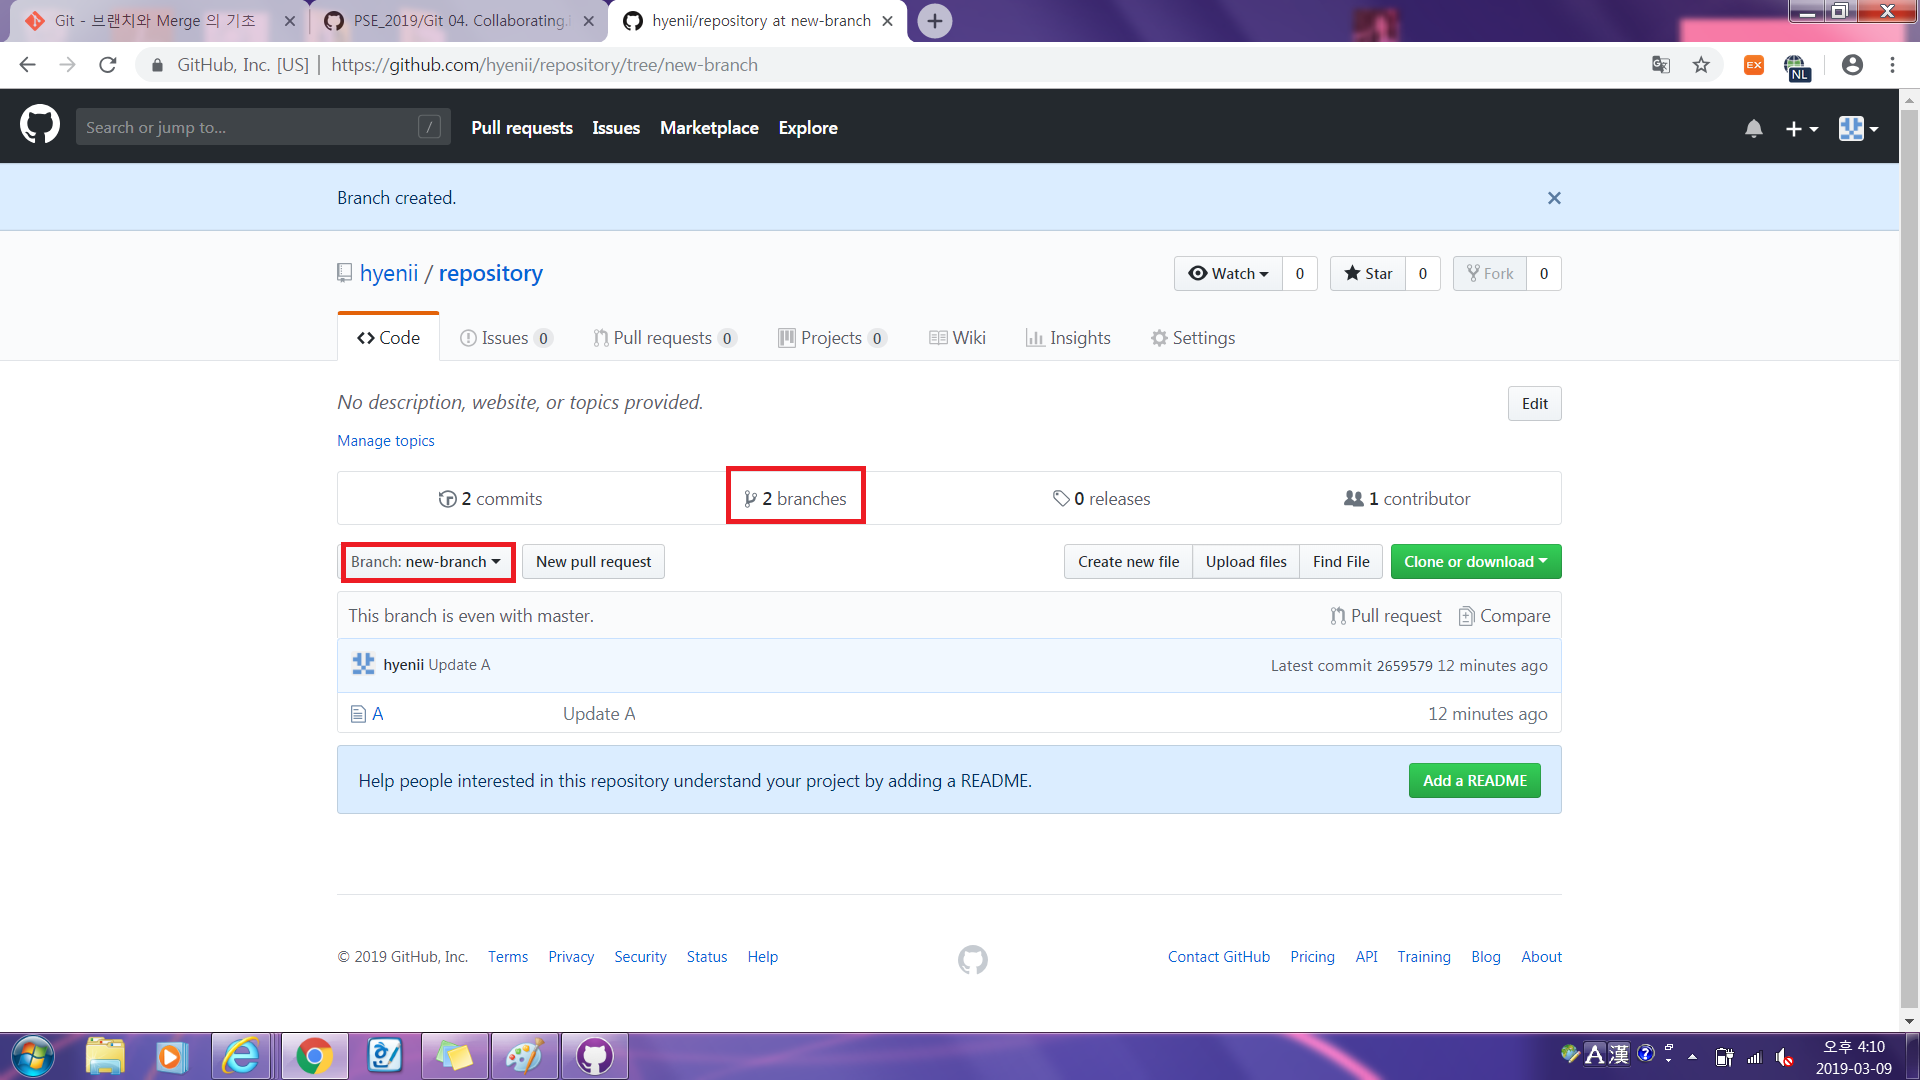 Git - 브랜치와 Merge 의 기초
PSE_2019/Git 04. Collaborating.
hyenii/repository at new-branch
GitHub, Inc. [US] | https://github.com/hyenii/repository/tree/new-branch
EX
NL
Search or jump to...
/
Pull requests Issues Marketplace Explore
Branch created.
hyenii / repository
Watch 0 Star 0 Fork 0
Code Issues 0 Pull requests 0 Projects 0 Wiki Insights Settings
No description, website, or topics provided.
Edit
Manage topics
2 commits 2 branches 0 releases 1 contributor
Branch: new-branch New pull request Create new file Upload files Find File Clone or download
This branch is even with master. Pull request Compare
hyenii Update A Latest commit 2659579 12 minutes ago
A Update A 12 minutes ago
Help people interested in this repository understand your project by adding a README. Add a README
© 2019 GitHub, Inc. Terms Privacy Security Status Help Contact GitHub Pricing API Training Blog About
A 漢 ?
오후 4:10
2019-03-09